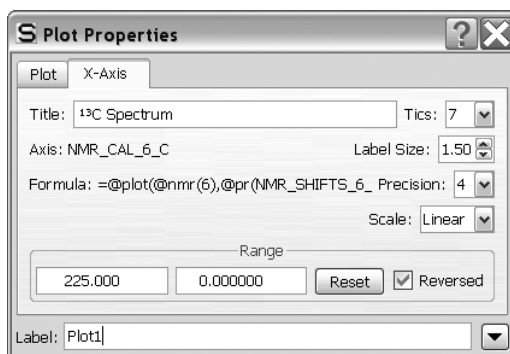 S Plot Properties ?
Plot X-Axis
Title: ¹³C Spectrum Tics: 7
Axis: NMR_CAL_6_C Label Size: 1.50
Formula: =@plot(@nmr(6),@pr(NMR_SHIFTS_6_ Precision: 4
Scale: Linear
Range
225.000 0.000000 Reset Reversed
Label: Plot1